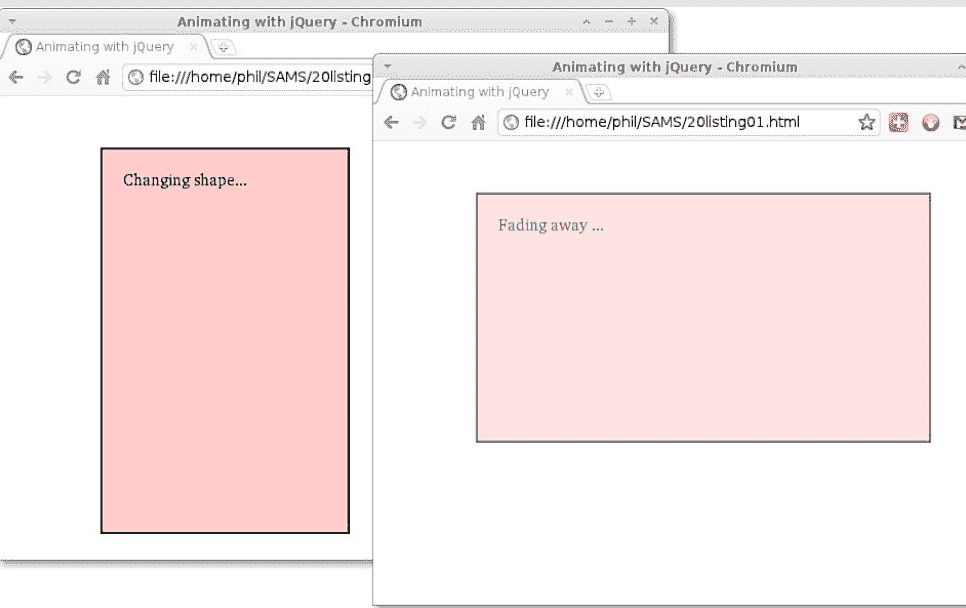 Animating with jQuery - Chromium
Animating with jQuery
file:///home/phil/SAMS/20listing
Changing shape...
Animating with jQuery - Chromium
Animating with jQuery
file:///home/phil/SAMS/20listing01.html
Fading away ...